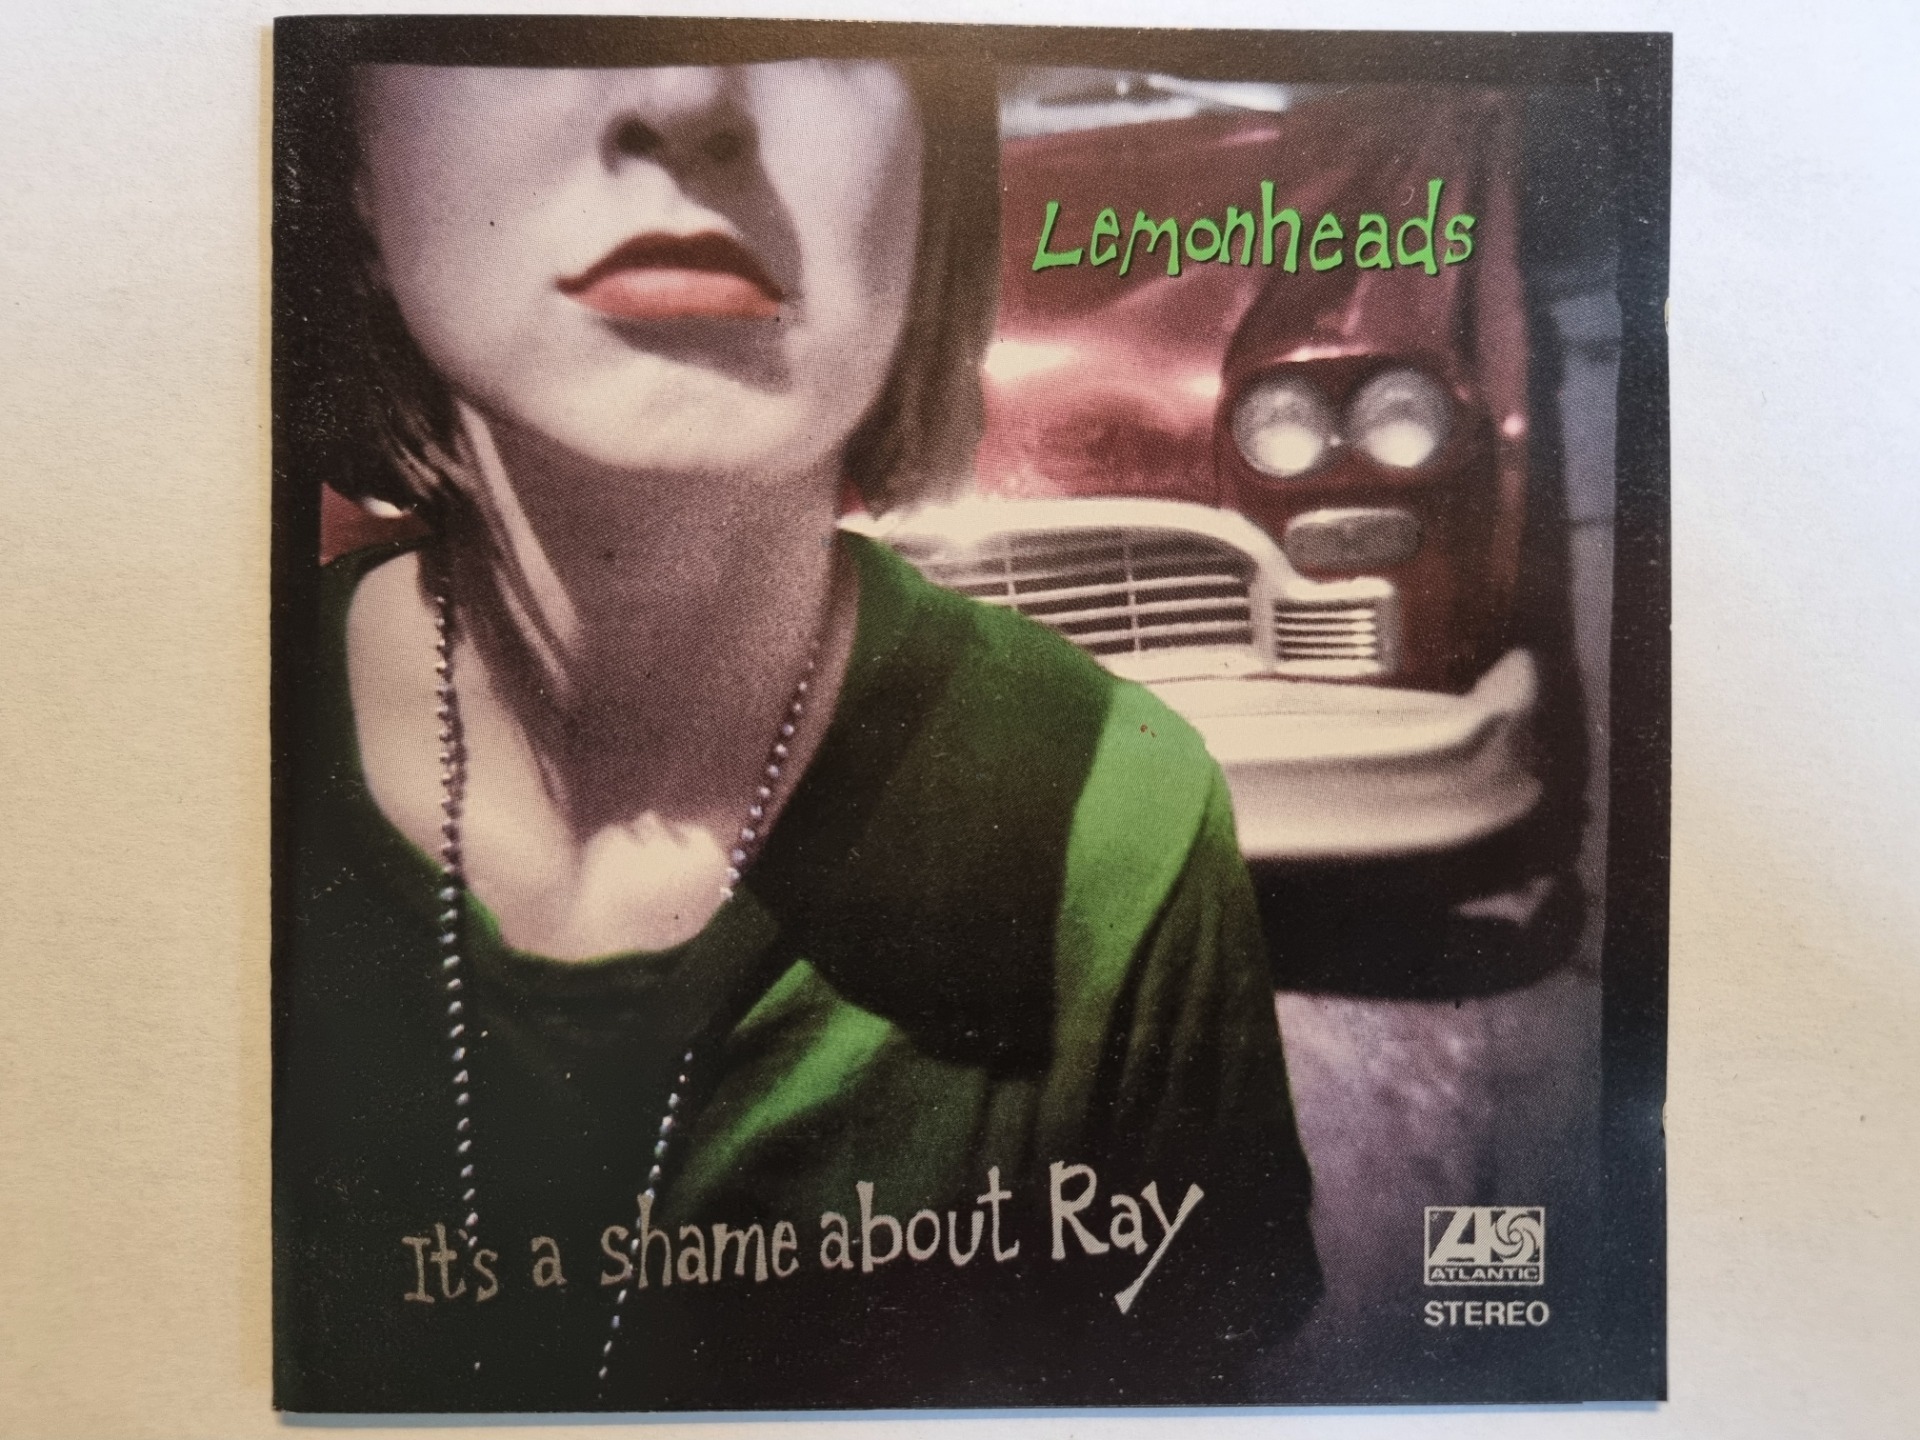 Lemonheads
It's a shame about Ray
ATLANTIC
STEREO